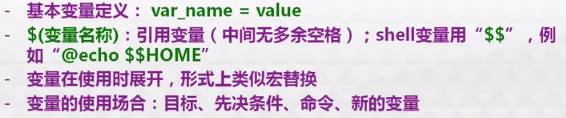 - 基本变量定义： var_name = value
- $(变量名称)：引用变量（中间无多余空格）；shell变量用“$$”，例
如“@echo $$HOME”
- 变量在使用时展开，形式上类似宏替换
- 变量的使用场合：目标、先决条件、命令、新的变量